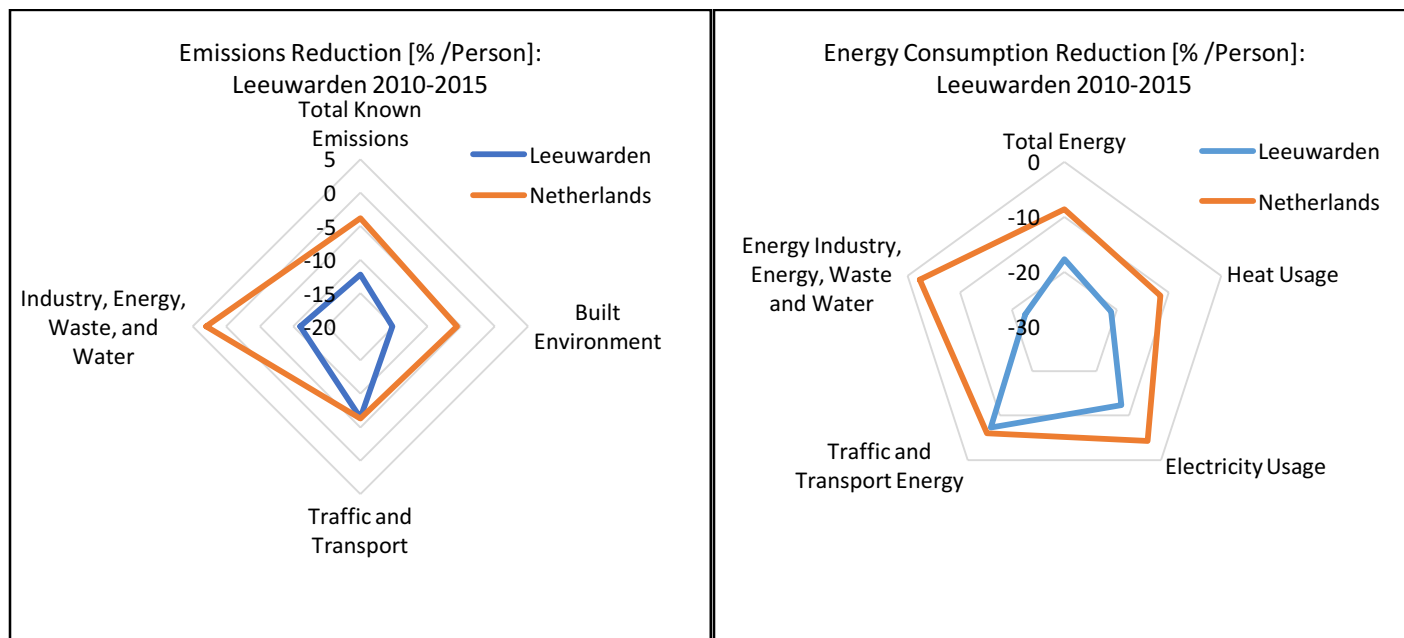 Emissions Reduction [% /Person]:
Leeuwarden 2010-2015
Total Known
Emissions
5
0
-5
-10
-15
-20
Leeuwarden
Netherlands
Built
Environment
Traffic and
Transport
Industry, Energy,
Waste, and
Water
Energy Consumption Reduction [% /Person]:
Leeuwarden 2010-2015
Total Energy
0
-10
-20
-30
Leeuwarden
Netherlands
Heat Usage
Electricity Usage
Traffic and
Transport Energy
Energy Industry,
Energy, Waste
and Water